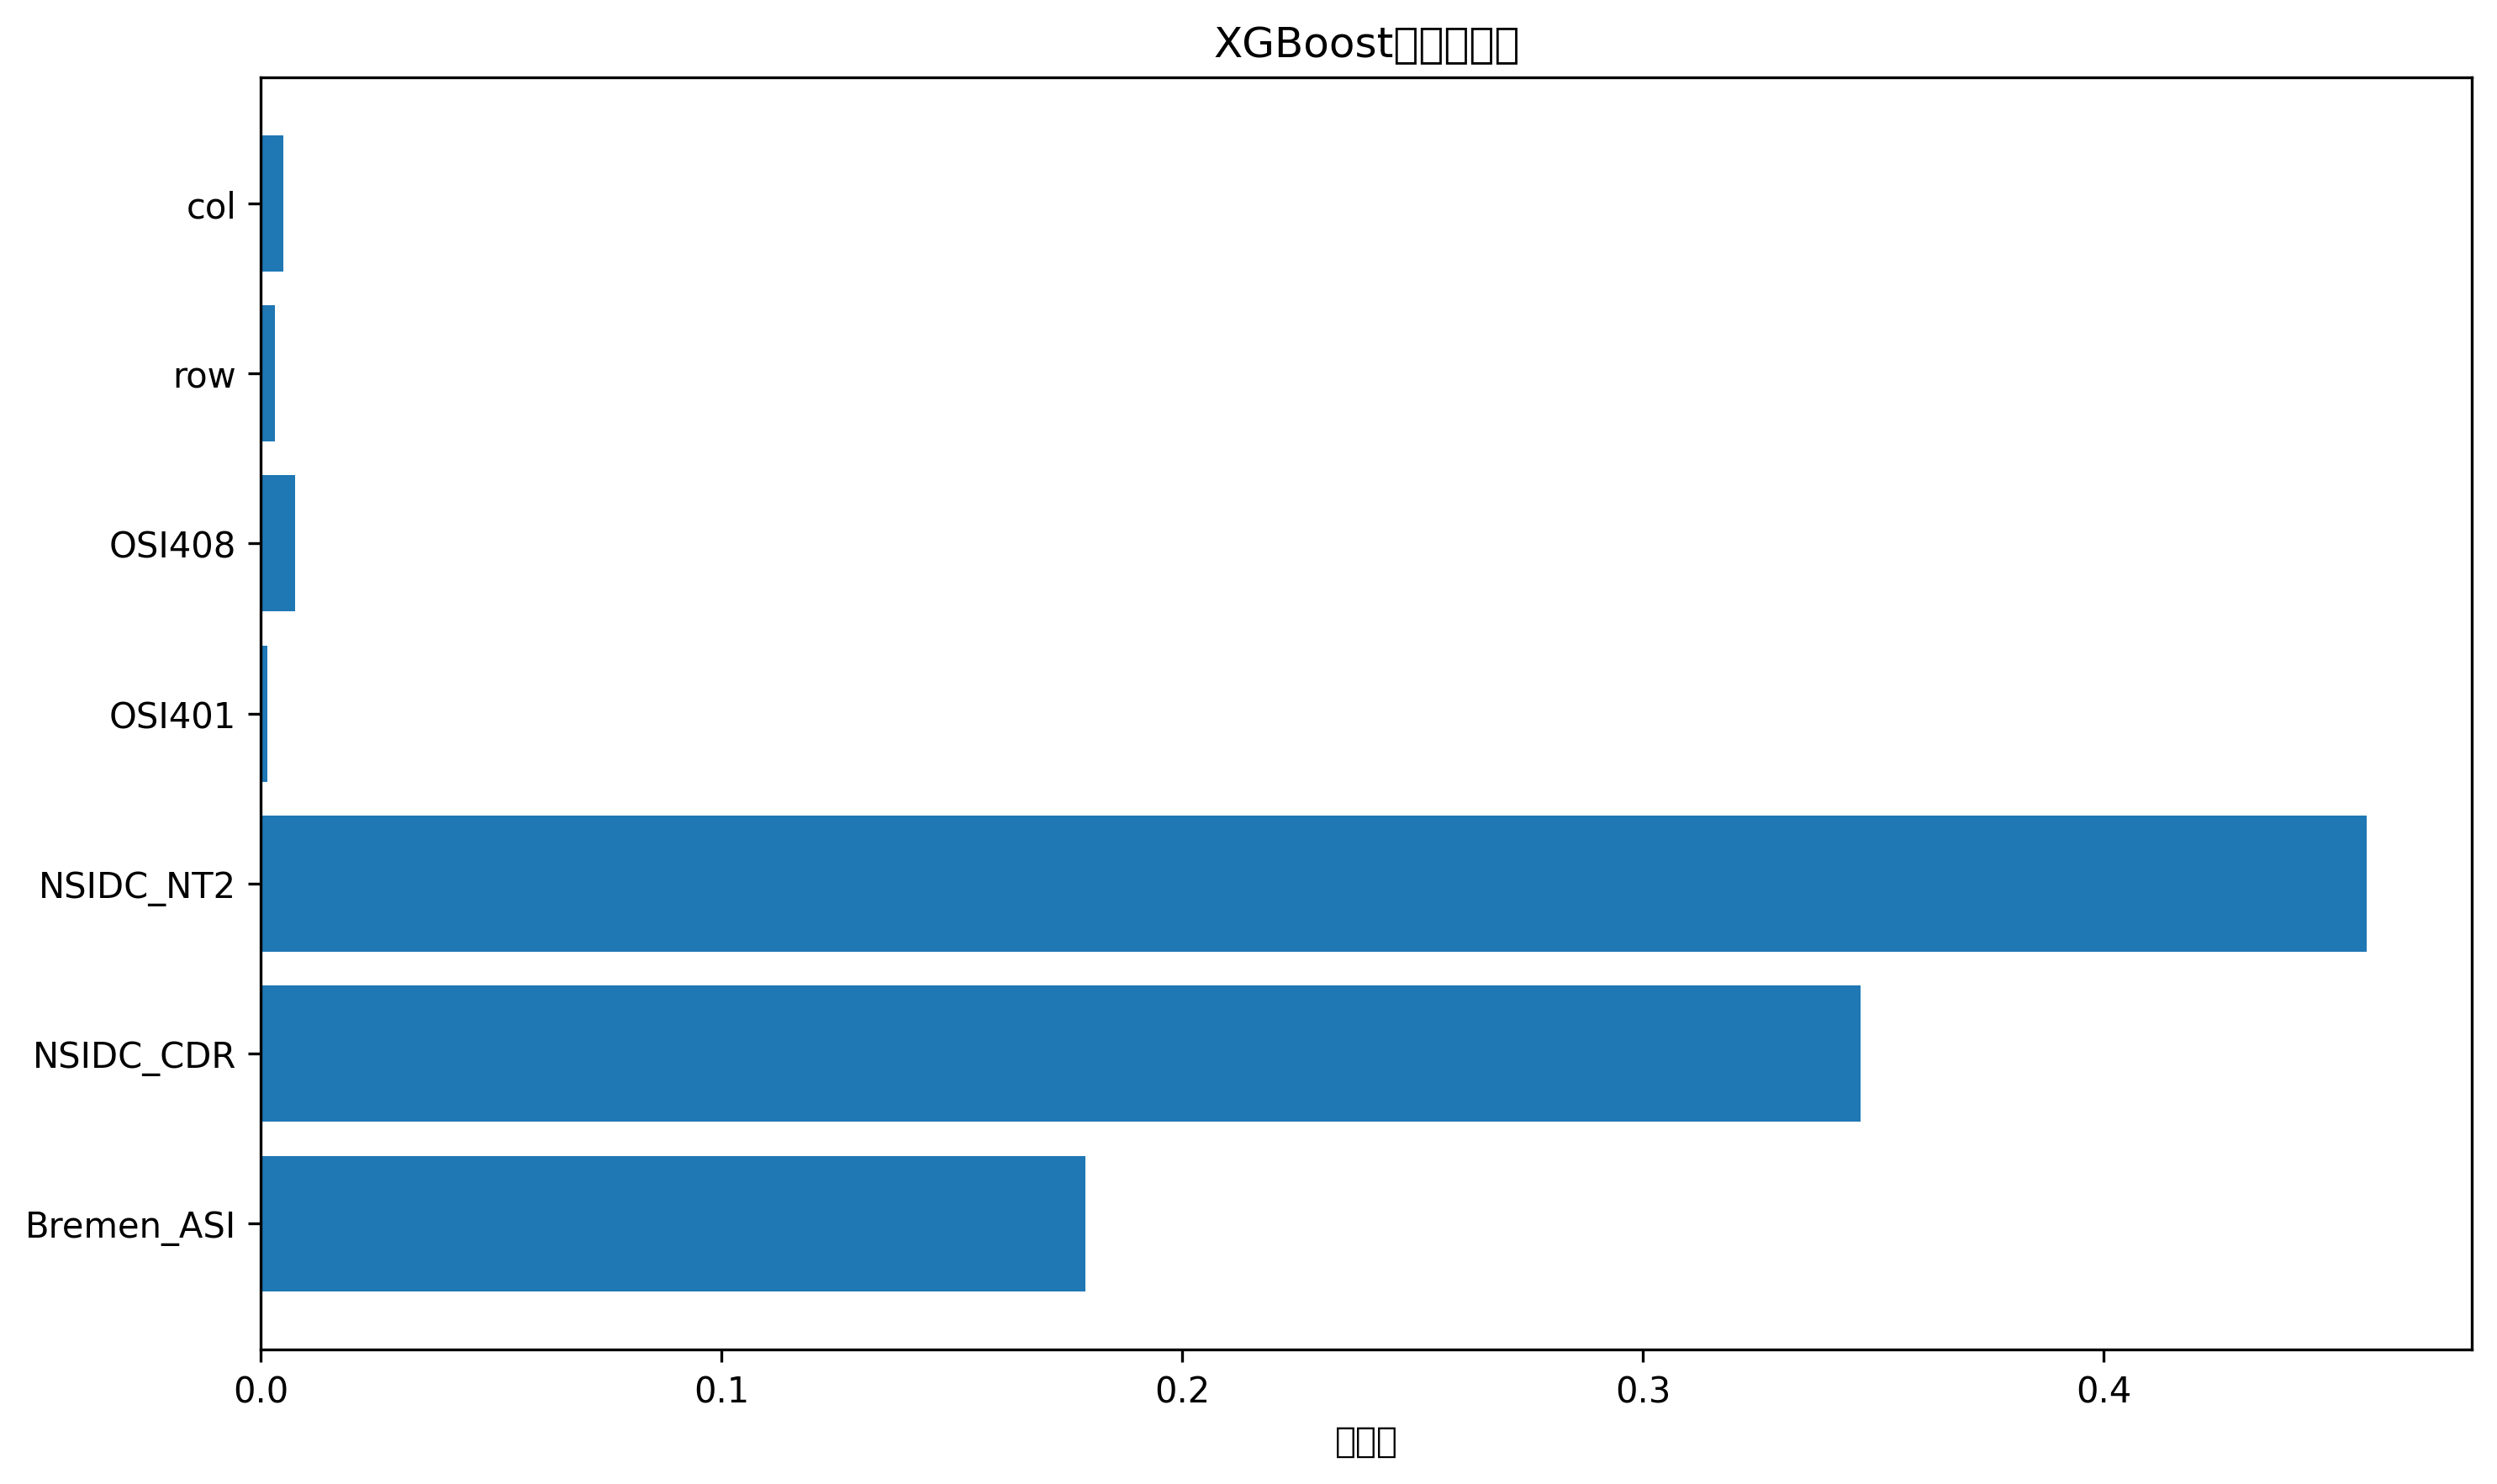 XGBoost
col
row
OSI408
OSI401
NSIDC_NT2
NSIDC_CDR
Bremen_ASI
0.0 0.1 0.2 0.3 0.4